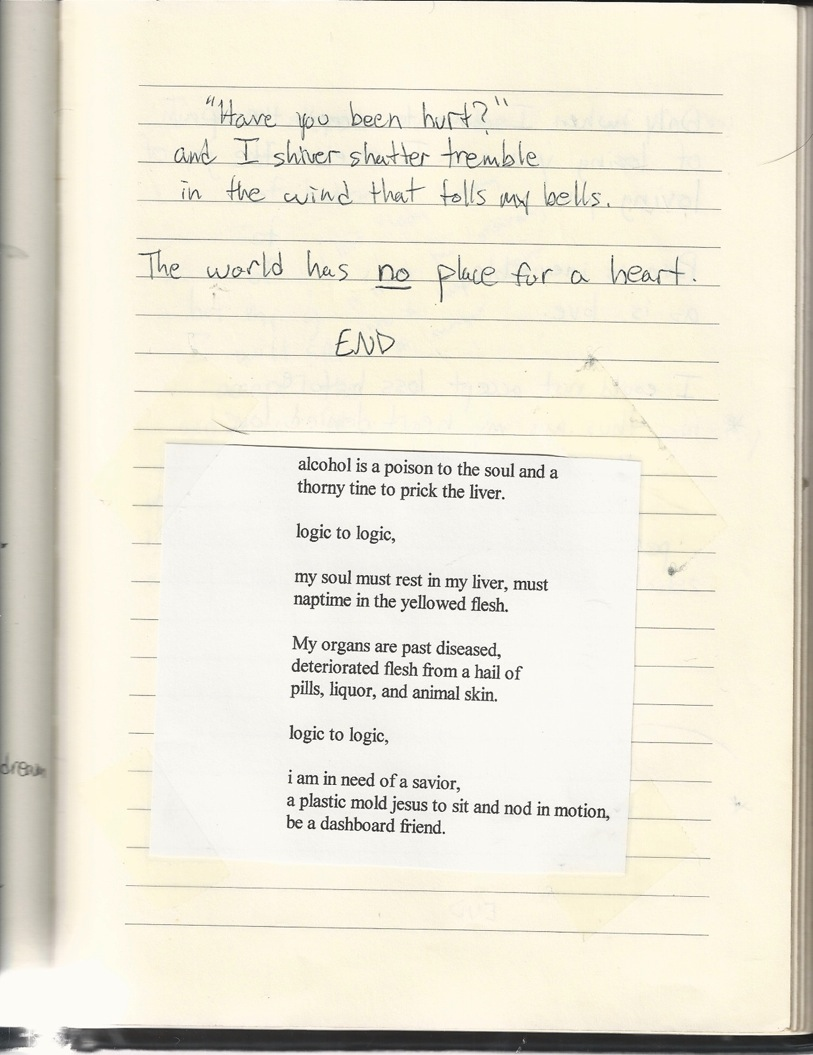 "Have you been hurt?"
and I shiver shatter tremble
in the wind that tolls my bells.
The world has no place for a heart.
END
alcohol is a poison to the soul and a
thorny tine to prick the liver.
logic to logic,
my soul must rest in my liver, must
naptime in the yellowed flesh.
My organs are past diseased,
deteriorated flesh from a hail of
pills, liquor, and animal skin.
logic to logic,
i am in need of a savior,
a plastic mold jesus to sit and nod in motion,
be a dashboard friend.
dream